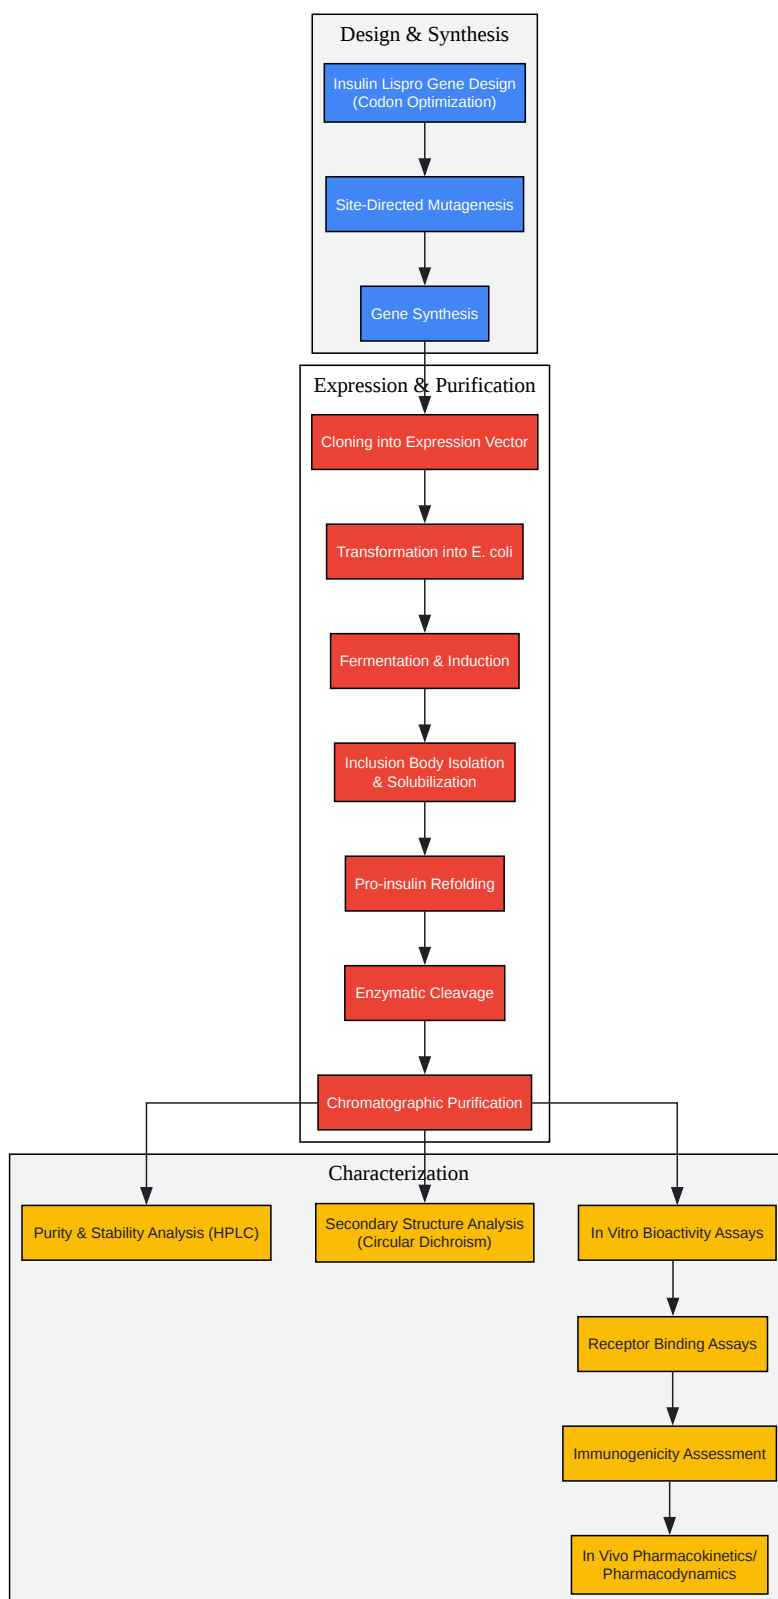 Design & Synthesis
Insulin Lispro Gene Design
(Codon Optimization)
Site-Directed Mutagenesis
Gene Synthesis
Expression & Purification
Cloning into Expression Vector
Transformation into E. coli
Fermentation & Induction
Inclusion Body Isolation
& Solubilization
Pro-insulin Refolding
Enzymatic Cleavage
Chromatographic Purification
Characterization
Purity & Stability Analysis (HPLC)
Secondary Structure Analysis
(Circular Dichroism)
In Vitro Bioactivity Assays
Receptor Binding Assays
Immunogenicity Assessment
In Vivo Pharmacokinetics/
Pharmacodynamics